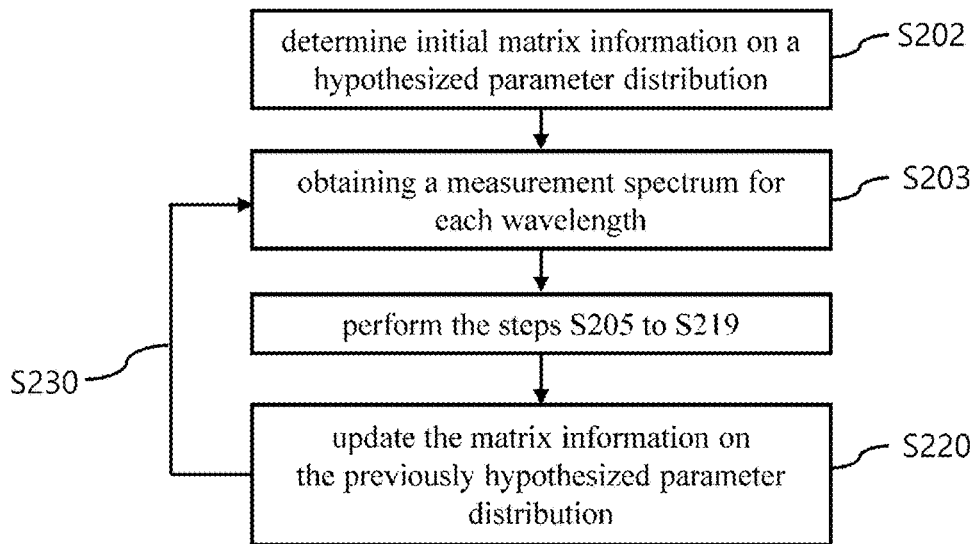 determine initial matrix information on a
hypothesized parameter distribution
S202
obtaining a measurement spectrum for
each wavelength
S203
perform the steps S205 to S219
S230
update the matrix information on
the previously hypothesized parameter
distribution
S220